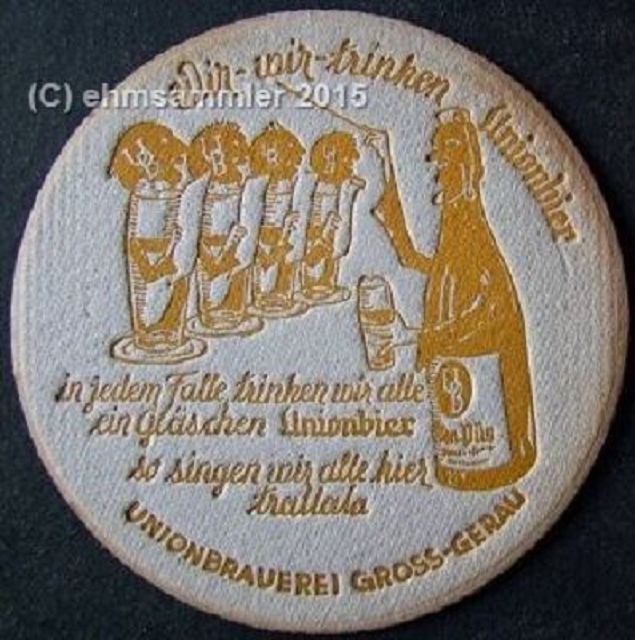 Wir - wir - trinken Unionbier
(C) ehmsammler 2015
in jedem Falle trinken wir alle
ein Gläschen Unionbier
so singen wir alle hier
trallala
UNIONBRAUEREI GROSS-GERAU